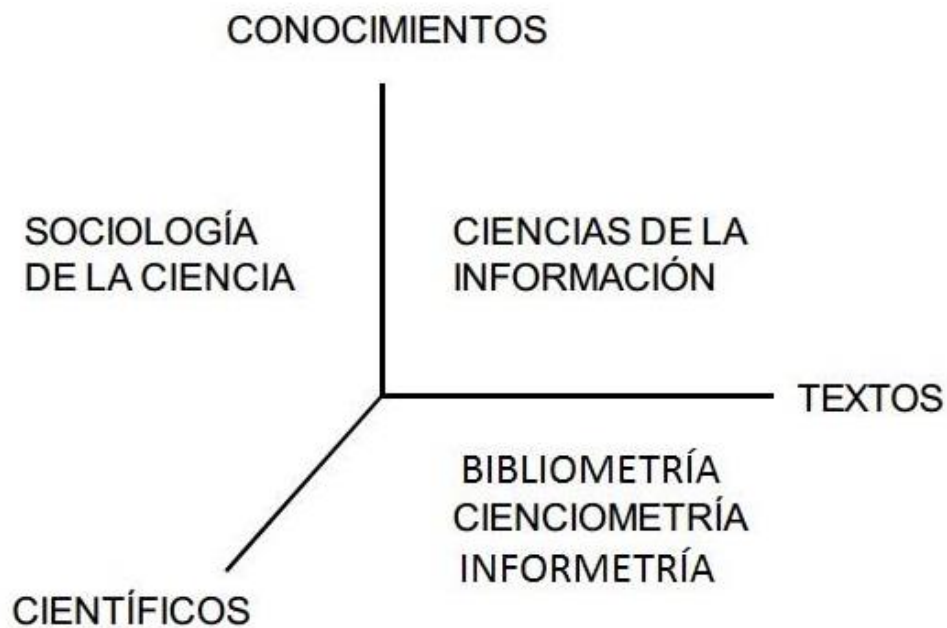 CONOCIMIENTOS
SOCIOLOGÍA
DE LA CIENCIA
CIENCIAS DE LA
INFORMACIÓN
TEXTOS
BIBLIOMETRÍA
CIENCIOMETRÍA
INFORMETRÍA
CIENTÍFICOS